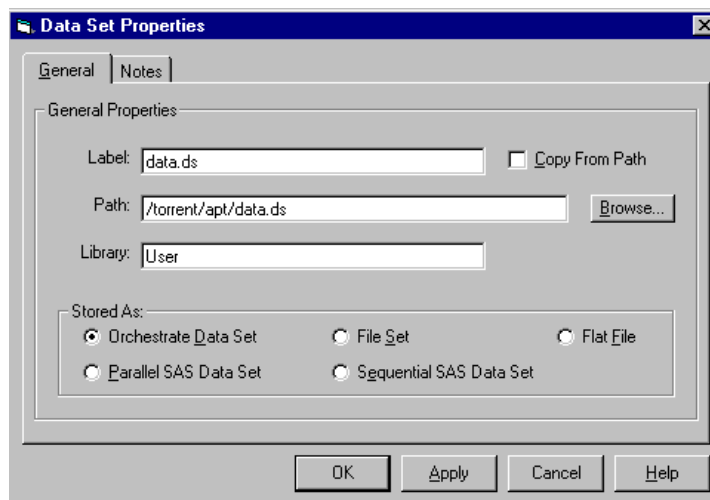 Data Set Properties
General Notes
General Properties
Label: data.ds Copy From Path
Path: /torrent/apt/data.ds Browse...
Library: User
Stored As:
Orchestrate Data Set File Set Flat File
Parallel SAS Data Set Sequential SAS Data Set
OK Apply Cancel Help